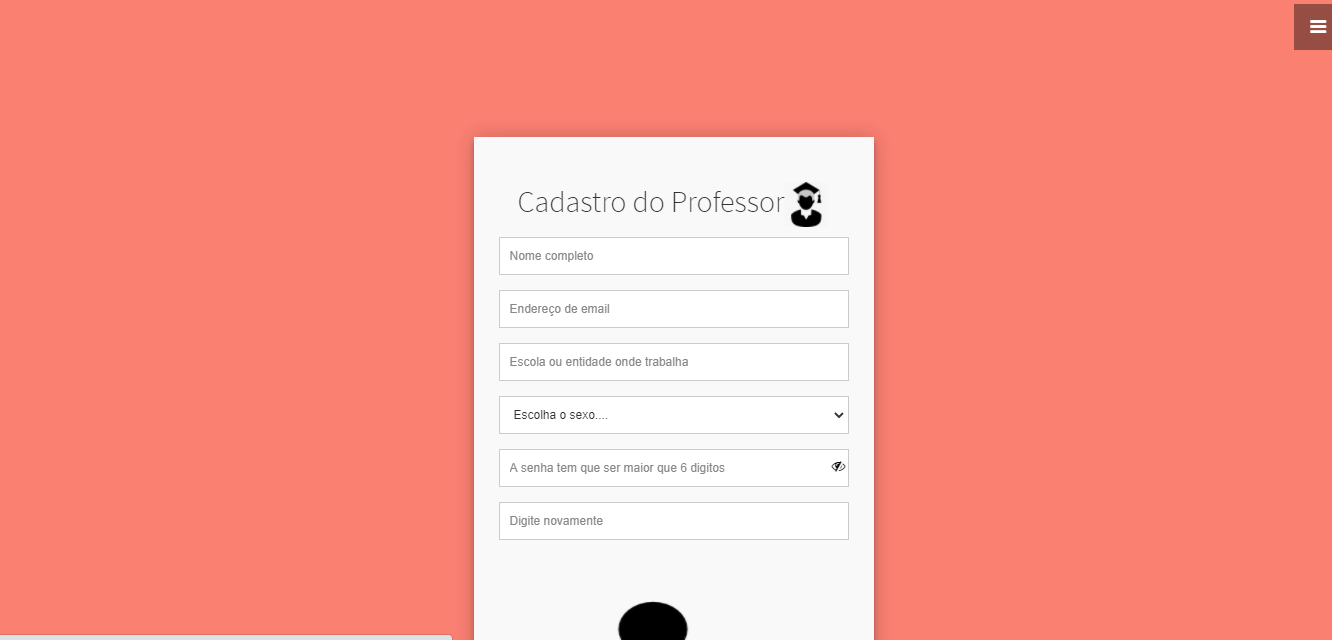 Cadastro do Professor
Nome completo
Endereço de email
Escola ou entidade onde trabalha
Escolha o sexo....
A senha tem que ser maior que 6 digitos
Digite novamente